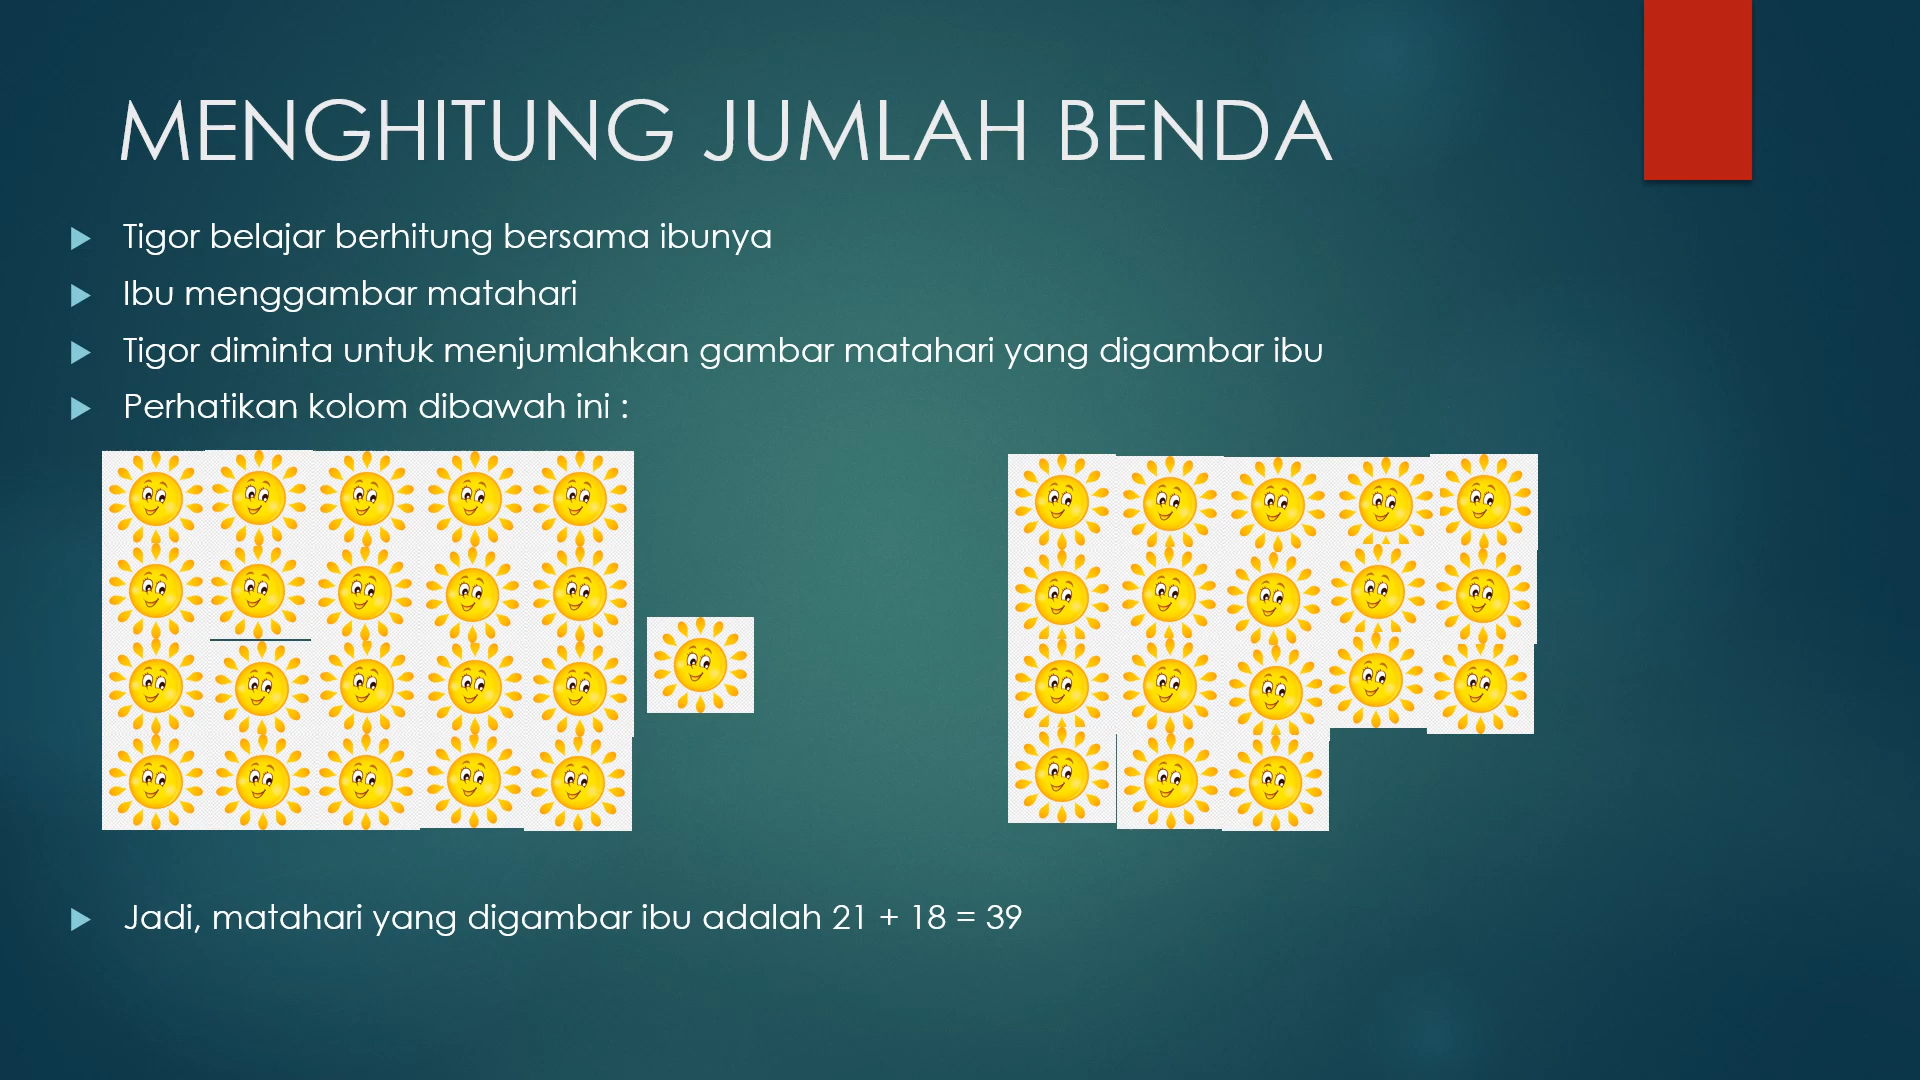 MENGHITUNG JUMLAH BENDA
Tigor belajar berhitung bersama ibunya
Ibu menggambar matahari
Tigor diminta untuk menjumlahkan gambar matahari yang digambar ibu
Perhatikan kolom dibawah ini :
Jadi, matahari yang digambar ibu adalah 21 + 18 = 39